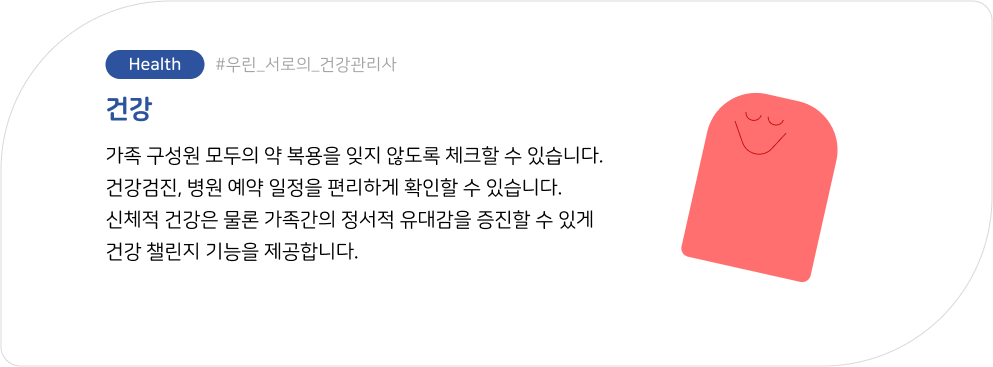 Health #우린_서로의_건강관리사
건강
가족 구성원 모두의 약 복용을 잊지 않도록 체크할 수 있습니다.
건강검진, 병원 예약 일정을 편리하게 확인할 수 있습니다.
신체적 건강은 물론 가족간의 정서적 유대감을 증진할 수 있게
건강 챌린지 기능을 제공합니다.